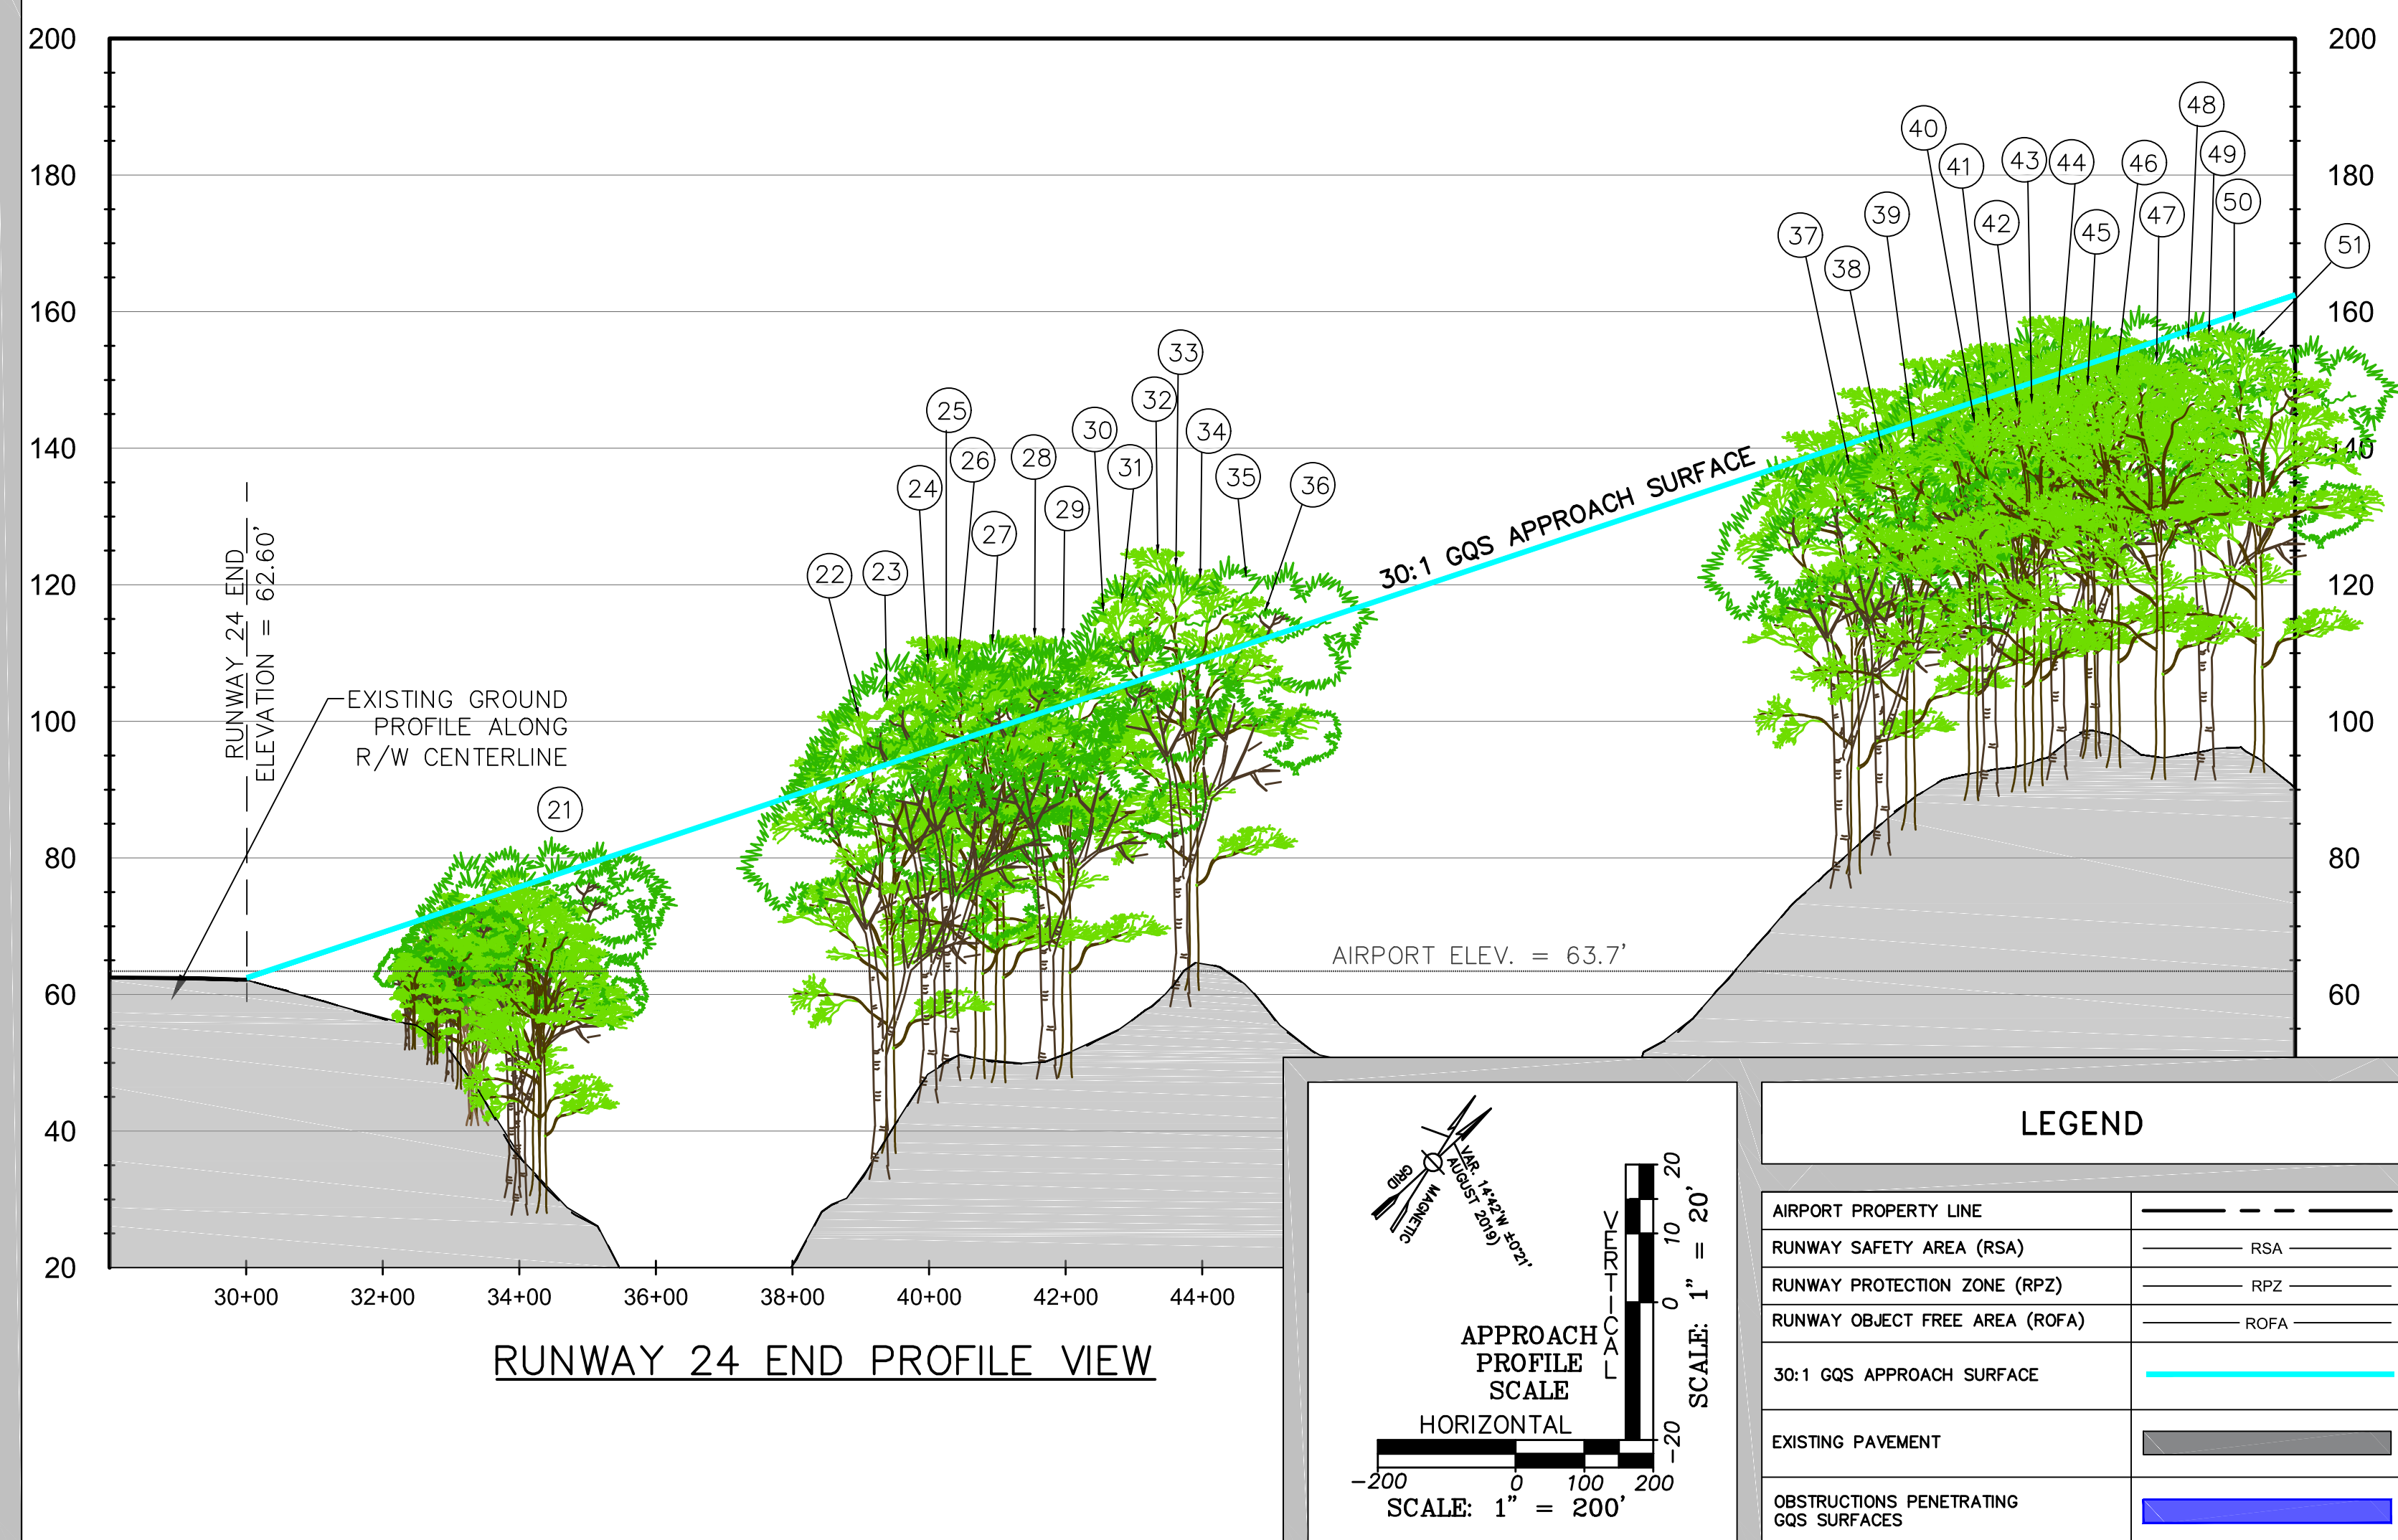 200
180
160
140
120
100
80
60
40
20
200
180
160
140
120
100
80
60
48
40
43
44
46
49
41
50
39
42
45
47
37
51
38
33
32
25
30
34
28
26
31
35
36
24
29
27
22
23
21
RUNWAY 24 END
ELEVATION = 62.60'
EXISTING GROUND
PROFILE ALONG
R/W CENTERLINE
30:1 GQS APPROACH SURFACE
AIRPORT ELEV. = 63.7'
30+00
32+00
34+00
36+00
38+00
40+00
42+00
44+00
RUNWAY 24 END PROFILE VIEW
GRID
MAGNETIC
VAR. 14°42'W ±0°21'
AUGUST 2019)
APPROACH
PROFILE
SCALE
VERTICAL
20
10
0
-20
SCALE: 1" = 20'
HORIZONTAL
-200
0
100
200
SCALE: 1" = 200'
LEGEND
AIRPORT PROPERTY LINE
RUNWAY SAFETY AREA (RSA)
RSA
RUNWAY PROTECTION ZONE (RPZ)
RPZ
RUNWAY OBJECT FREE AREA (ROFA)
ROFA
30:1 GQS APPROACH SURFACE
EXISTING PAVEMENT
OBSTRUCTIONS PENETRATING
GQS SURFACES